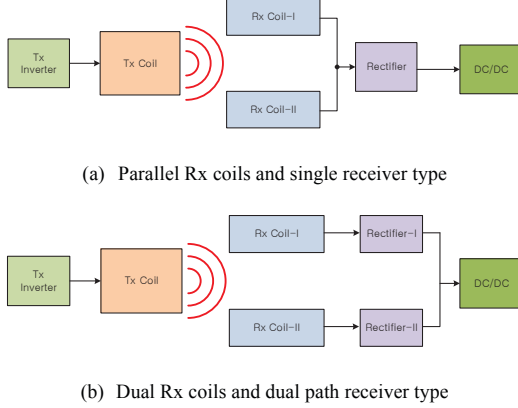 Rx Coil-I
Tx
Inverter
Tx Coil
Rectifier
DC/DC
Rx Coil-II
(a) Parallel Rx coils and single receiver type
Rx Coil-I
Rectifier-I
Tx
Inverter
Tx Coil
DC/DC
Rx Coil-II
Rectifier-II
(b) Dual Rx coils and dual path receiver type